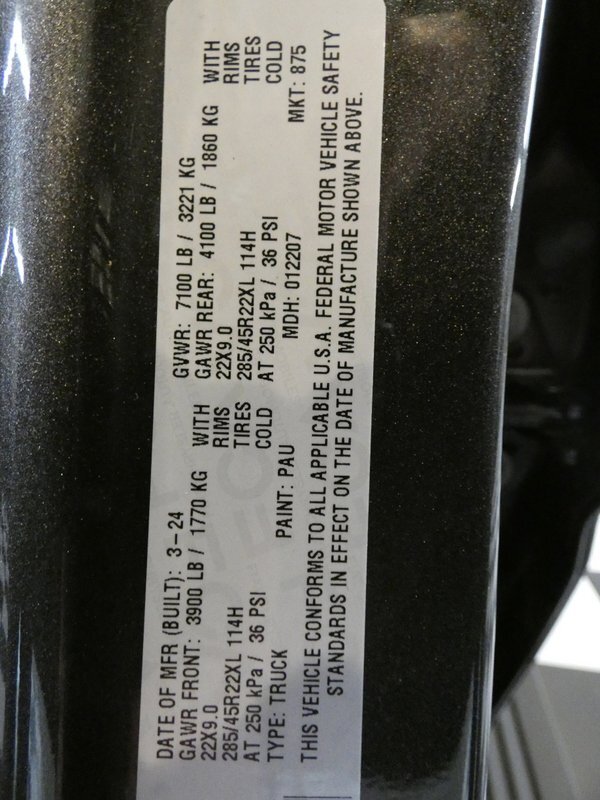 DATE OF MFR (BUILT): 3-24 GVWR: 7100 LB / 3221 KG
GAWR FRONT: 3900 LB / 1770 KG WITH GAWR REAR: 4100 LB / 1860 KG WITH
22X9.0 RIMS 22X9.0 RIMS
285/45R22XL 114H TIRES 285/45R22XL 114H TIRES
AT 250 kPa / 36 PSI COLD AT 250 kPa / 36 PSI COLD
TYPE: TRUCK PAINT: PAU MDH: 012207 MKT: 875
THIS VEHICLE CONFORMS TO ALL APPLICABLE U.S.A. FEDERAL MOTOR VEHICLE SAFETY
STANDARDS IN EFFECT ON THE DATE OF MANUFACTURE SHOWN ABOVE.